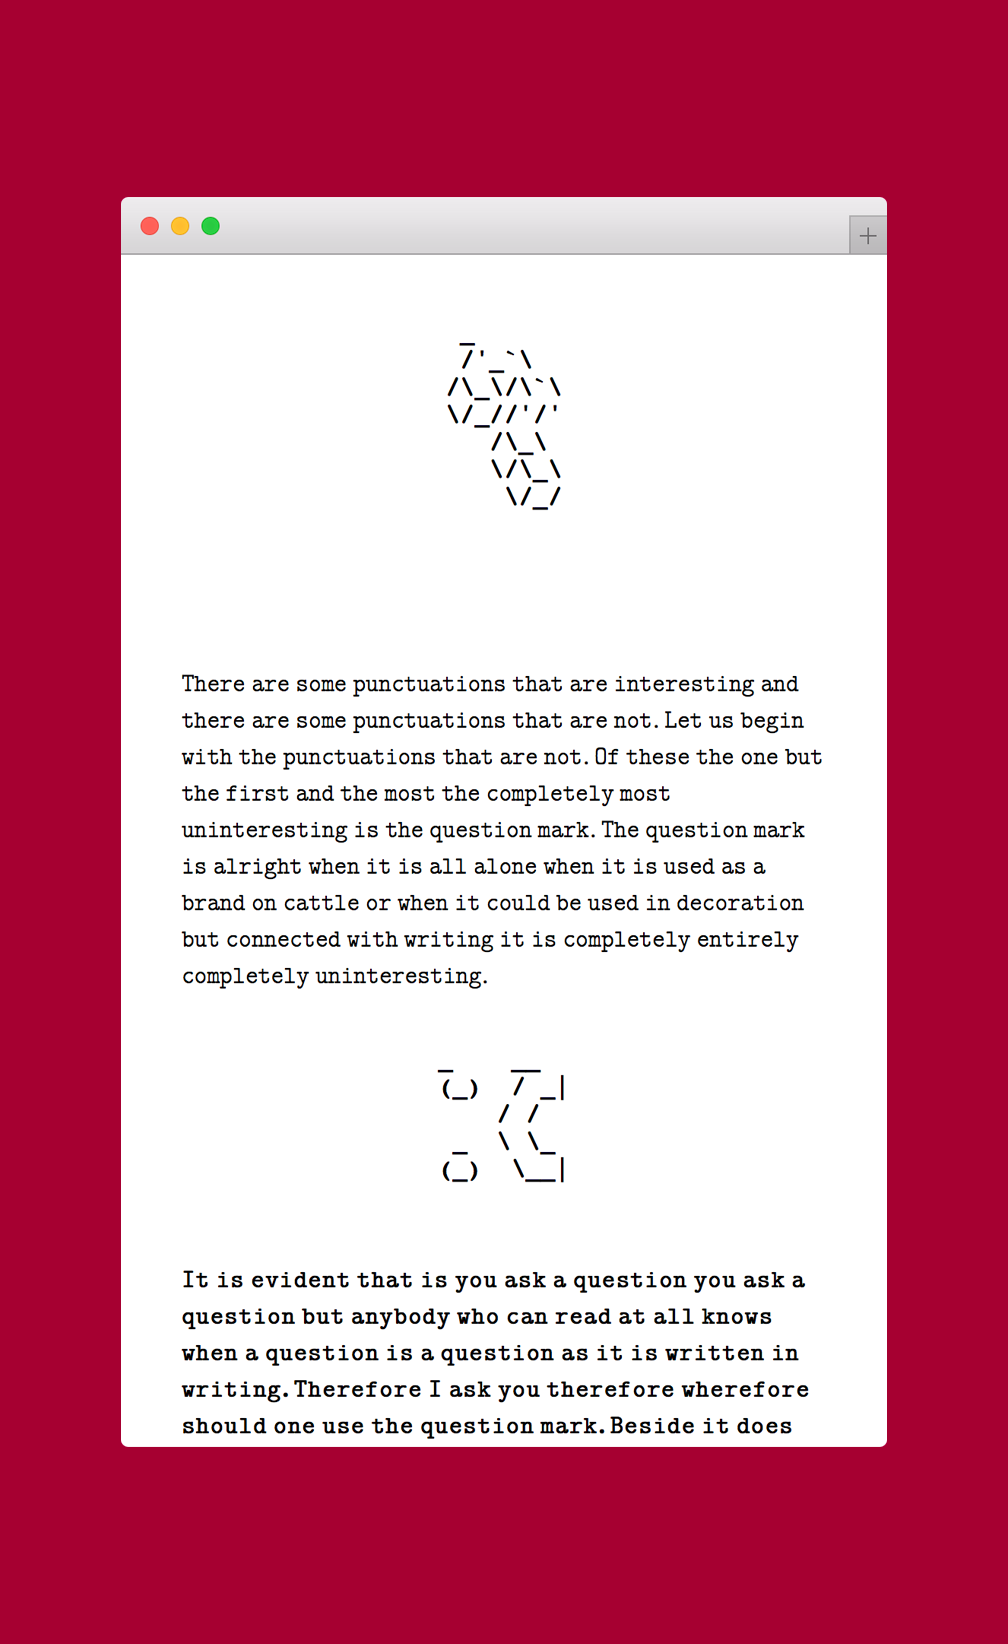 _
 /'_`\
/\_\/\`\
\/_//'/'
   /\_\
   \/\_\
    \/_/
There are some punctuations that are interesting and
there are some punctuations that are not. Let us begin
with the punctuations that are not. Of these the one but
the first and the most the completely most
uninteresting is the question mark. The question mark
is alright when it is all alone when it is used as a
brand on cattle or when it could be used in decoration
but connected with writing it is completely entirely
completely uninteresting.
_    __
(_)  / _|
    / /
 _  \ \_
(_)  \__|
It is evident that is you ask a question you ask a
question but anybody who can read at all knows
when a question is a question as it is written in
writing. Therefore I ask you therefore wherefore
should one use the question mark. Beside it does